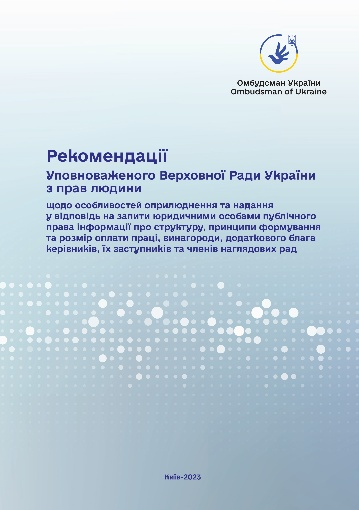 Омбудсман України
Ombudsman of Ukraine
Рекомендації
Уповноваженого Верховної Ради України
з прав людини
щодо особливостей оприлюднення та надання
у відповідь на запити юридичними особами публічного
права інформації про структуру, принципи формування
та розмір оплати праці, винагороди, додаткового блага
керівників, їх заступників та членів наглядових рад
Київ-2023